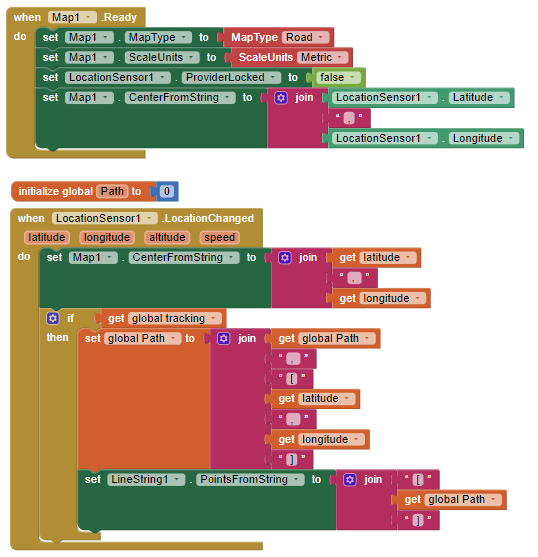 when Map1 .Ready
do set Map1 . MapType to MapType Road
set Map1 . ScaleUnits to ScaleUnits Metric
set LocationSensor1 . ProviderLocked to false
set Map1 . CenterFromString to join LocationSensor1 . Latitude
“ , ”
LocationSensor1 . Longitude
initialize global Path to 0
when LocationSensor1 .LocationChanged
latitude longitude altitude speed
do set Map1 . CenterFromString to join get latitude
“ , ”
get longitude
if get global tracking
then set global Path to join get global Path
“ , ”
“ [ ”
get latitude
“ , ”
get longitude
“ ] ”
set LineString1 . PointsFromString to join “ [ ”
get global Path
“ ] ”